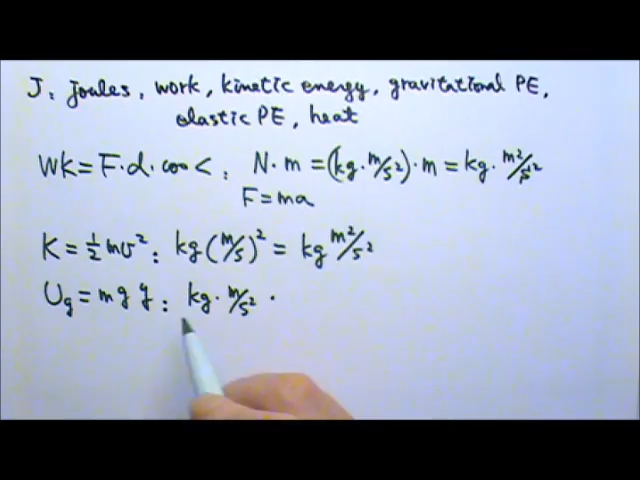 J, joules, work, kinetic energy, gravitational PE,
elastic PE, heat
Wk = F·d·cos<: N·m = (kg·m/s²)·m = kg·m²/s²
F = ma
K = ½mv²: kg(m/s)² = kg m²/s²
Ug = mgy: kg·m/s² ·